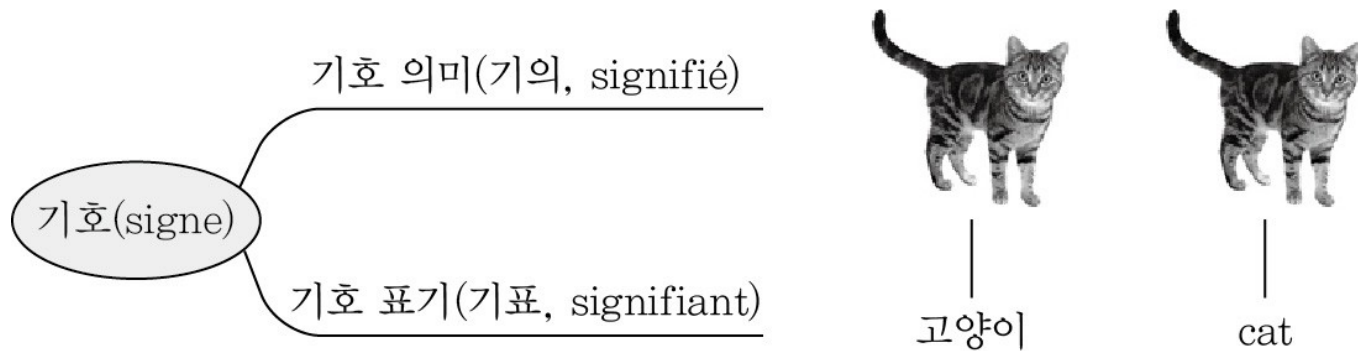 기호 의미(기의, signifié)
기호(signe)
기호 표기(기표, signifiant)
고양이
cat